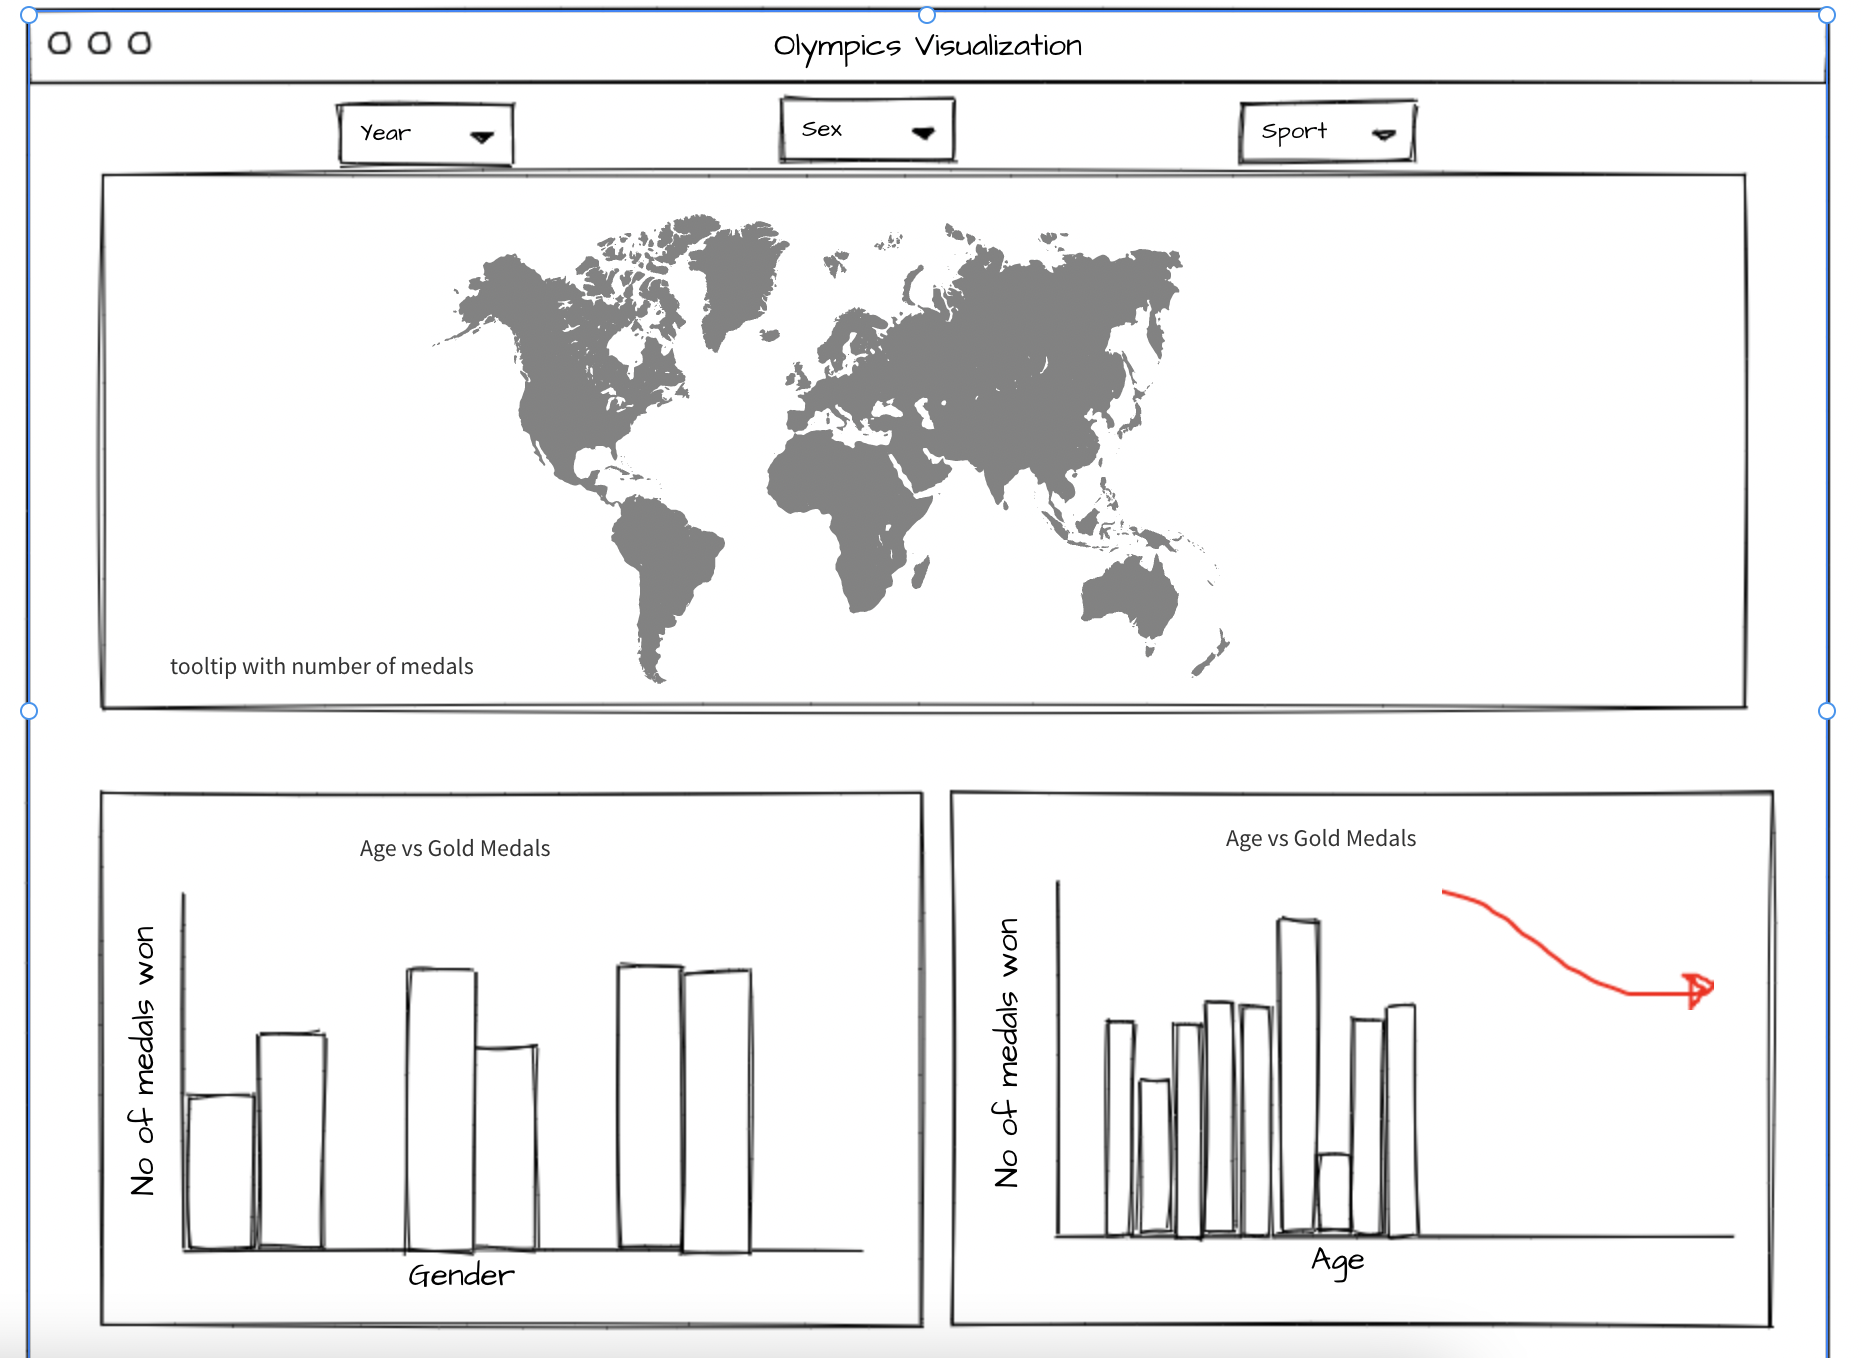 Olympics Visualization
Year
Sex
Sport
tooltip with number of medals
Age vs Gold Medals
No of medals won
Gender
Age vs Gold Medals
No of medals won
Age